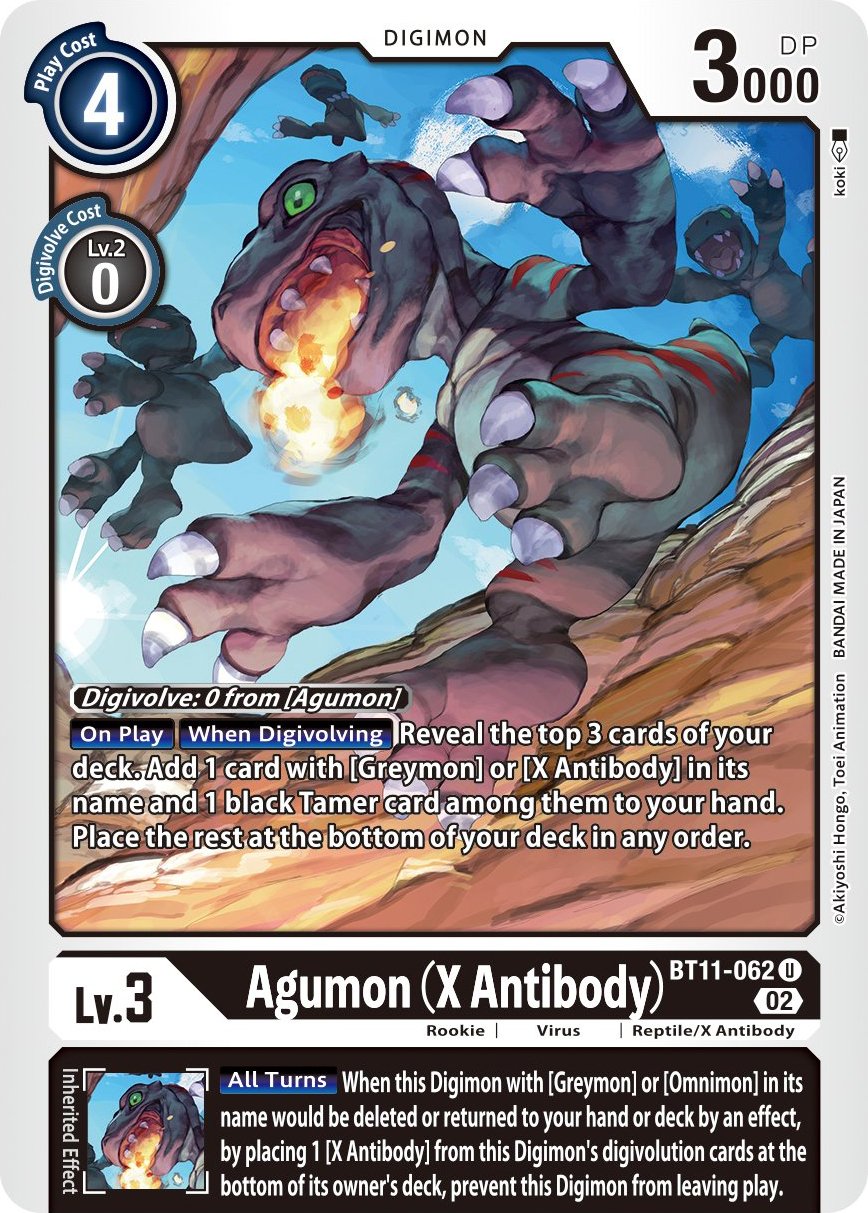 DIGIMON
Play Cost
4
DP
3000
Digivolve Cost
Lv.2
0
koki
©Akiyoshi Hongo, Toei Animation BANDAI MADE IN JAPAN
Digivolve: 0 from [Agumon]
On Play When Digivolving Reveal the top 3 cards of your
deck. Add 1 card with [Greymon] or [X Antibody] in its
name and 1 black Tamer card among them to your hand.
Place the rest at the bottom of your deck in any order.
Lv.3
Agumon (X Antibody)
BT11-062 U
02
Rookie | Virus | Reptile/X Antibody
Inherited Effect
All Turns When this Digimon with [Greymon] or [Omnimon] in its
name would be deleted or returned to your hand or deck by an effect,
by placing 1 [X Antibody] from this Digimon's digivolution cards at the
bottom of its owner's deck, prevent this Digimon from leaving play.